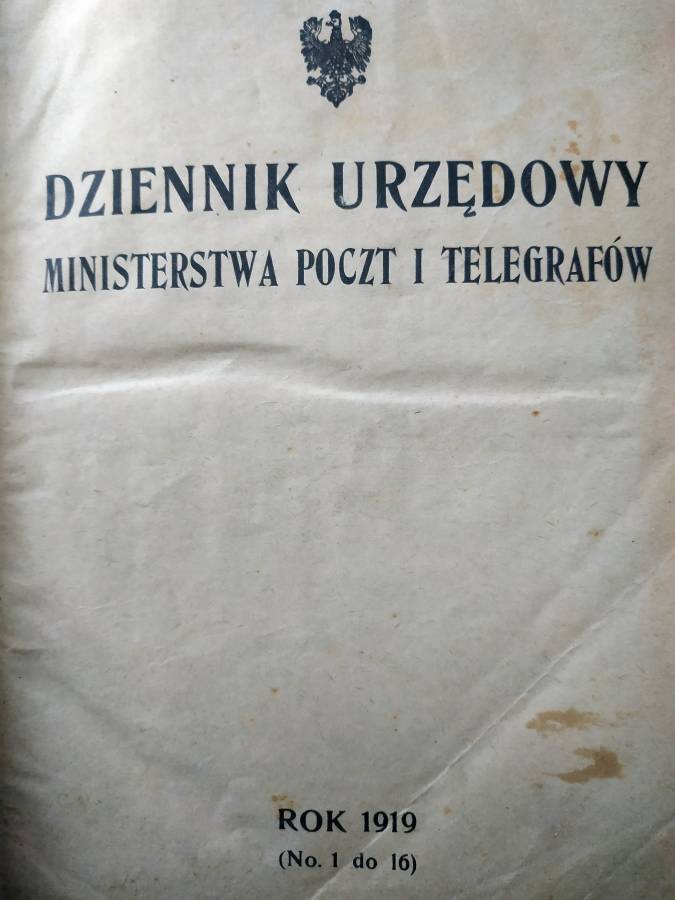 DZIENNIK URZĘDOWY
MINISTERSTWA POCZT I TELEGRAFÓW
ROK 1919
(No. 1 do 16)